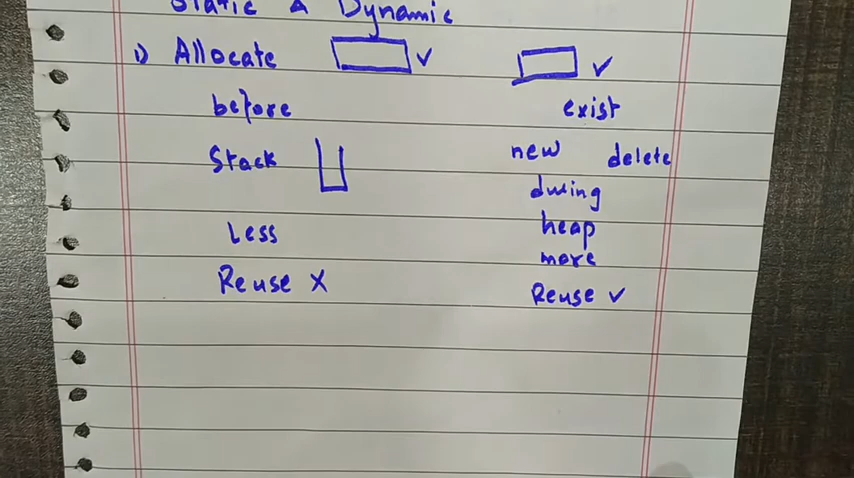 Static & Dynamic
1) Allocate ✓ ✓
before exist
Stack new delete
during
Less heap
more
Reuse X Reuse ✓